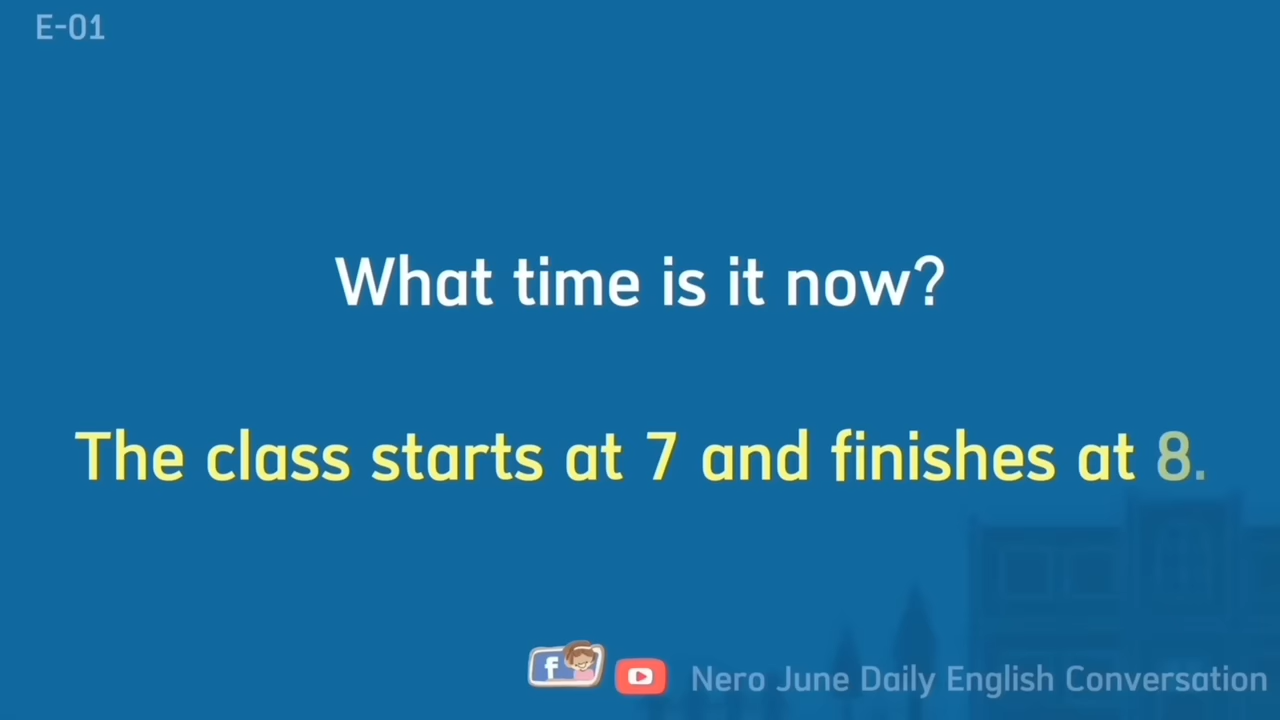 E-01
What time is it now?
The class starts at 7 and finishes at 8.
f
Nero June Daily English Conversation